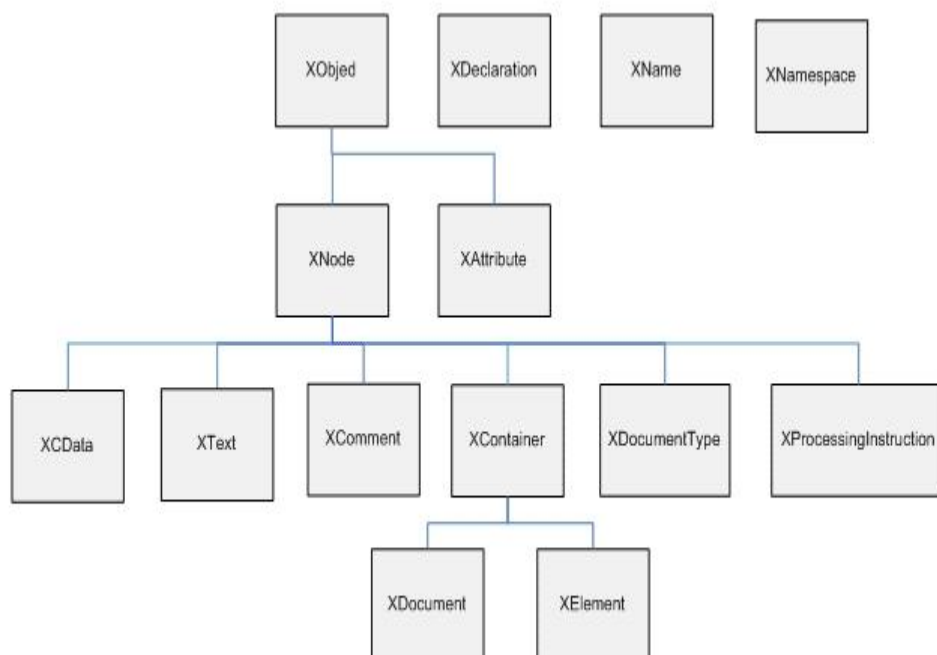 XObjed
XDeclaration
XName
XNamespace
XNode
XAttribute
XCData
XText
XComment
XContainer
XDocumentType
XProcessingInstruction
XDocument
XElement